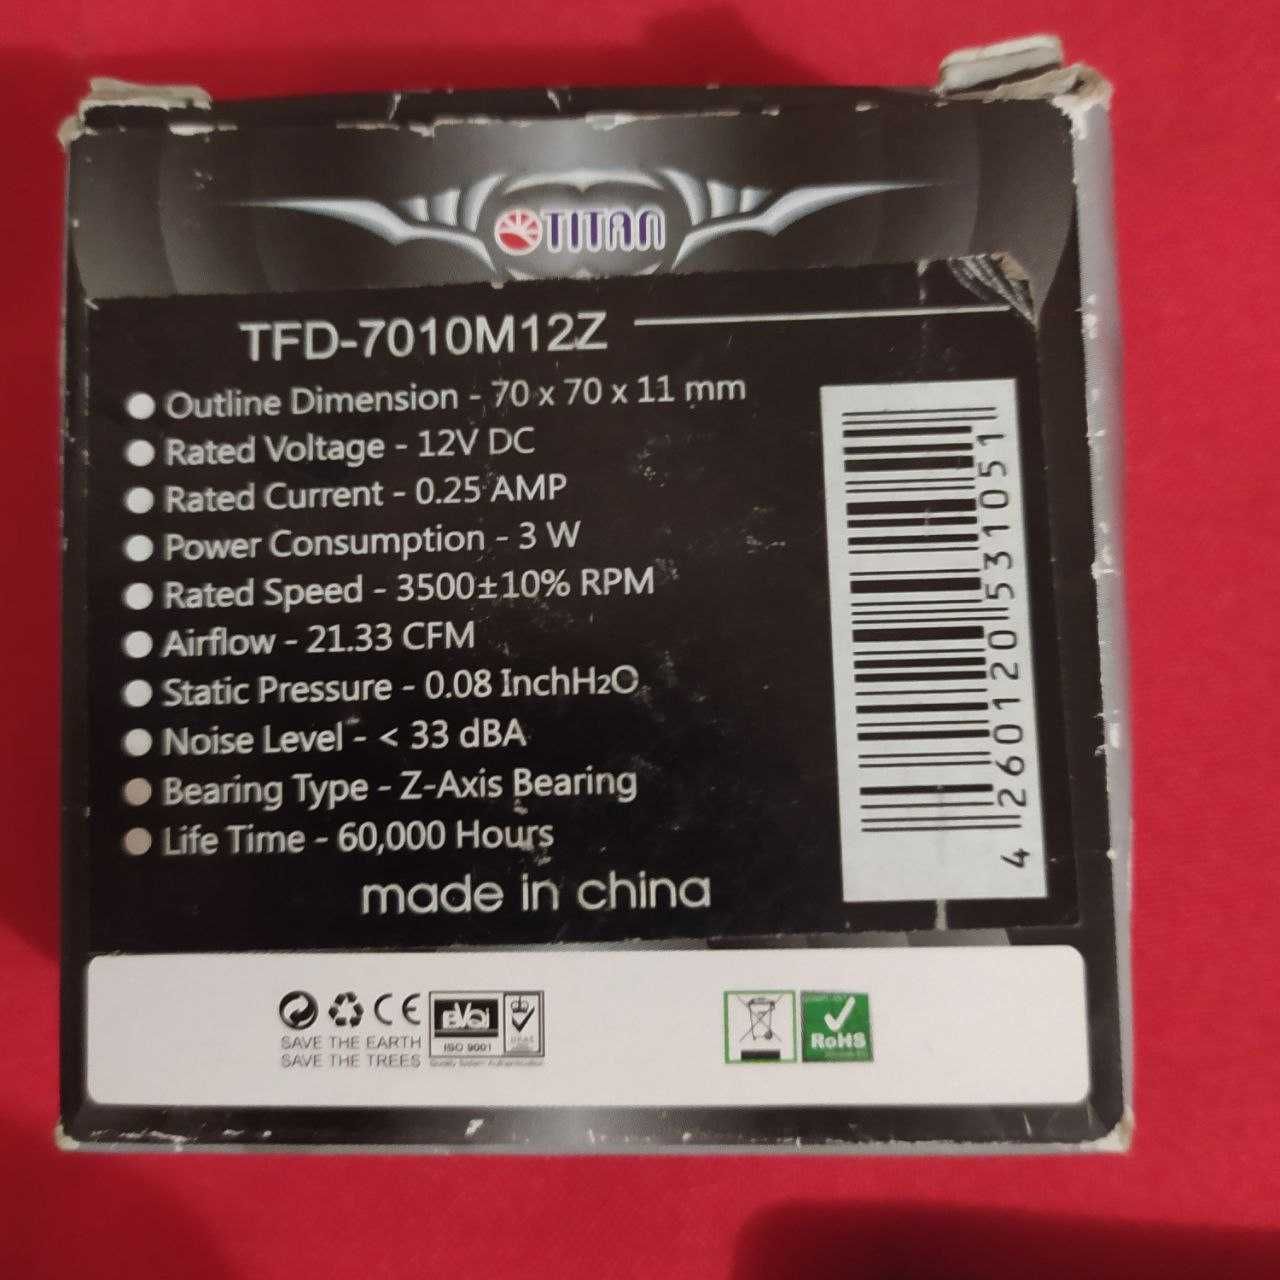 TITAN
TFD-7010M12Z
Outline Dimension - 70 x 70 x 11 mm
Rated Voltage - 12V DC
Rated Current - 0.25 AMP
Power Consumption - 3 W
Rated Speed - 3500±10% RPM
Airflow - 21.33 CFM
Static Pressure - 0.08 InchH2O
Noise Level - < 33 dBA
Bearing Type - Z-Axis Bearing
Life Time - 60,000 Hours
made in china
4 260120 531051
CE
SAVE THE EARTH
SAVE THE TREES
EVQI
ISO 9001
RoHS